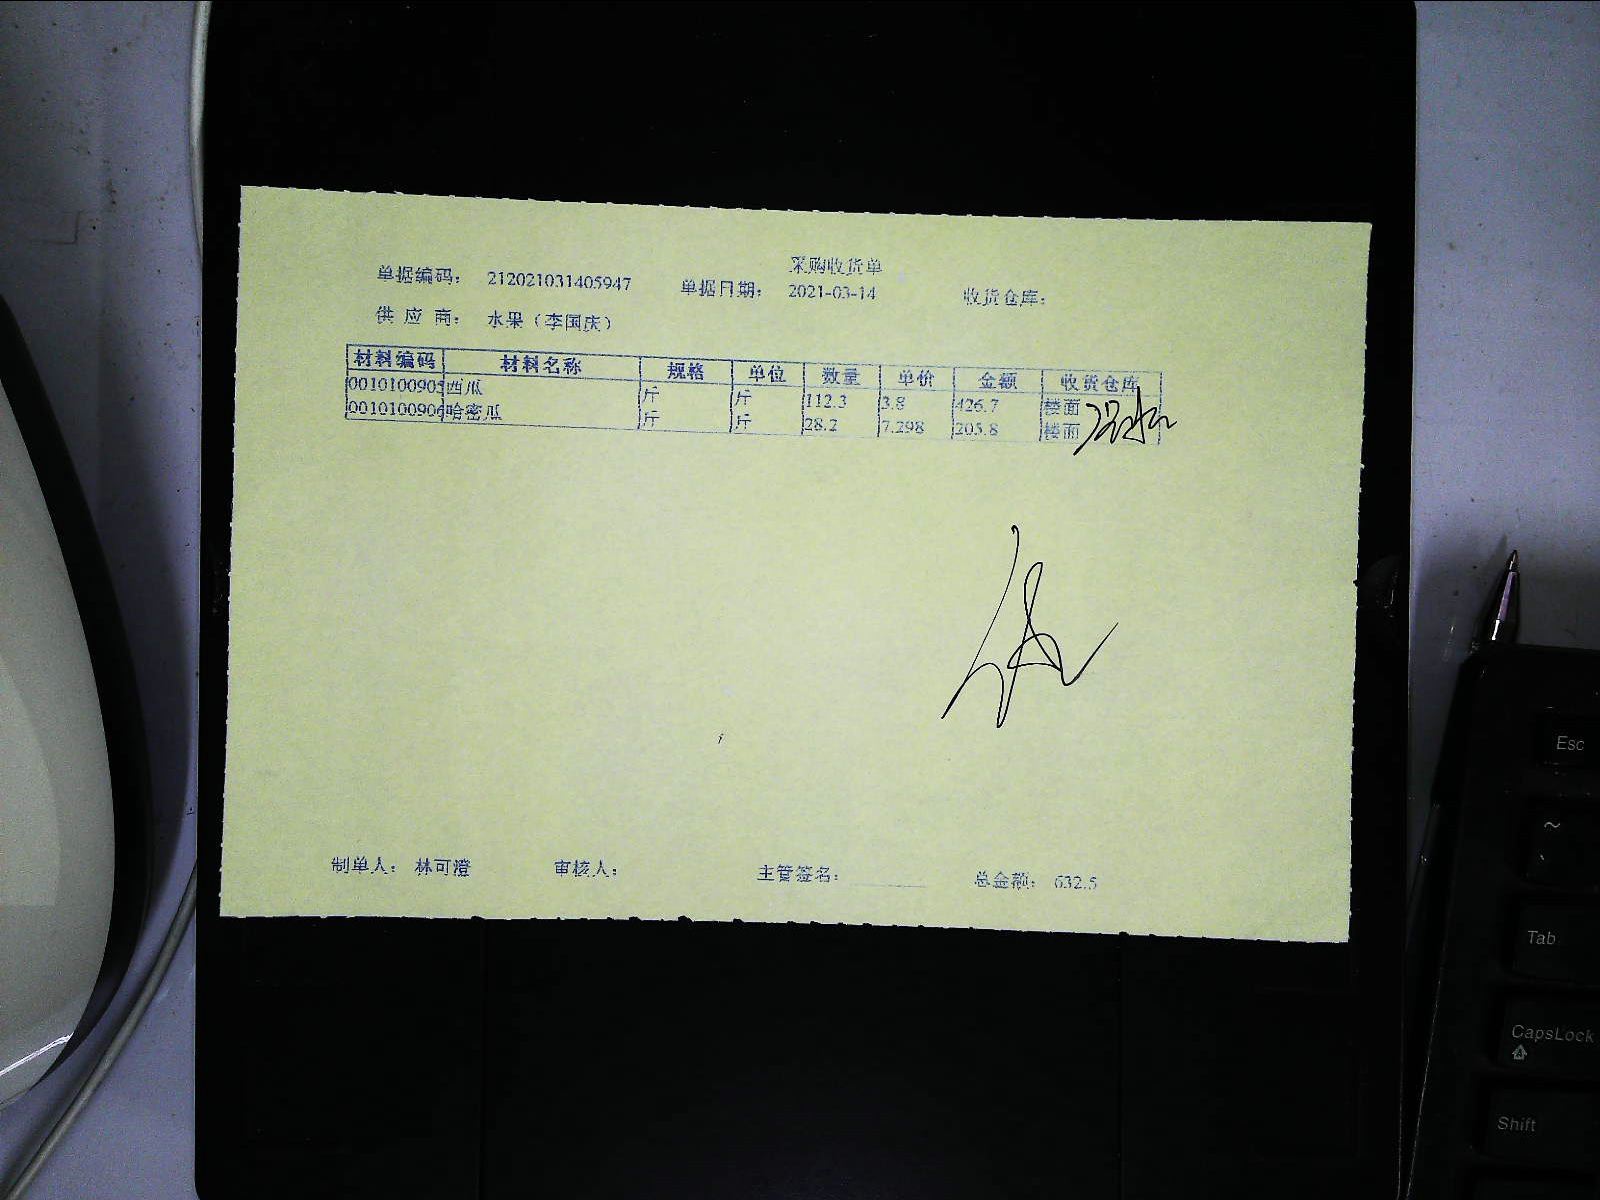 采购收货单
单据编码： 212021031405947 单据日期： 2021-03-14 收货仓库：
供 应 商： 水果（李国庆）
材料编码 材料名称 规格 单位 数量 单价 金额 收货仓库
0010100905 西瓜 斤 斤 112.3 3.8 426.7 楼面
0010100906 哈密瓜 斤 斤 28.2 7.298 205.8 楼面
制单人： 林可澄 审核人： 主管签名： 总金额： 632.5
Esc
~
Tab
CapsLock
Shift